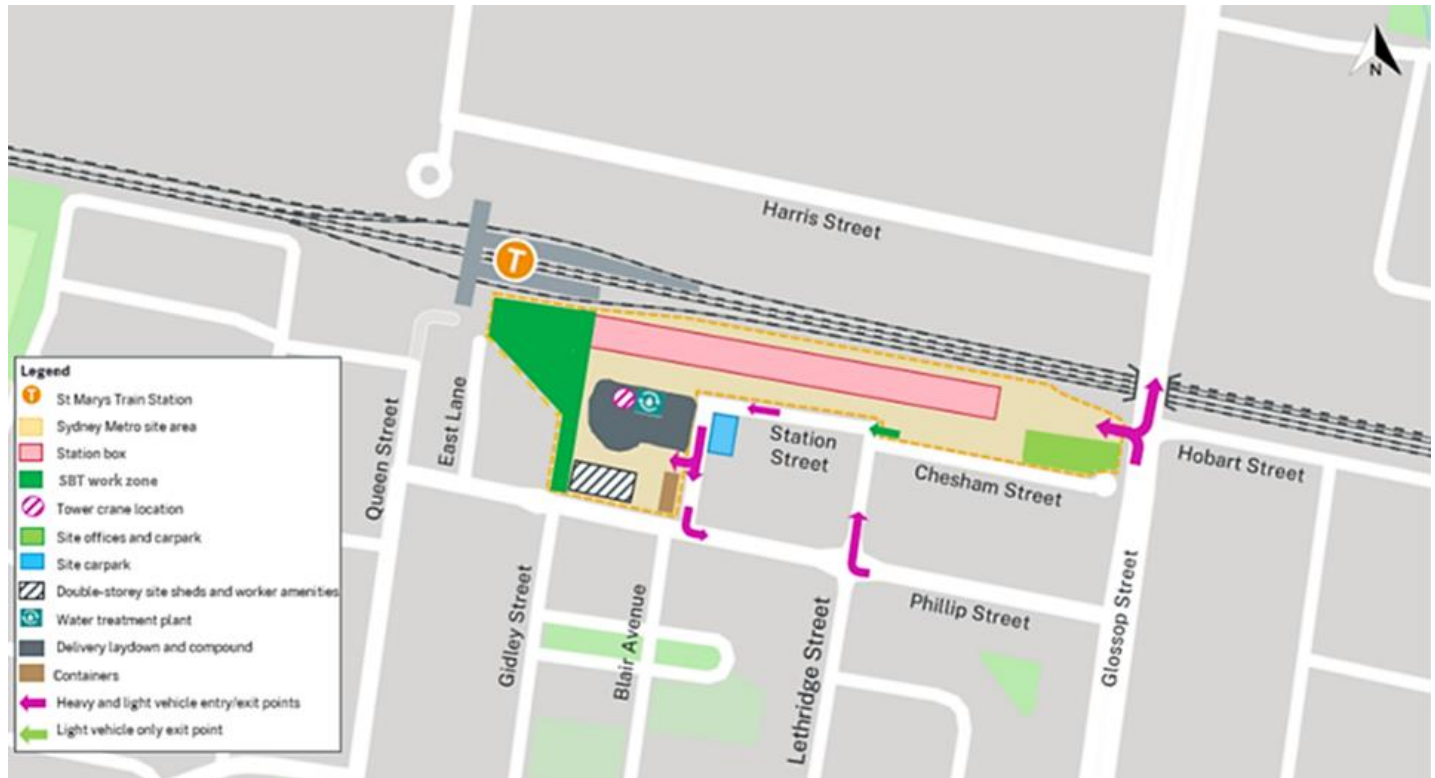 N
Harris Street
T
Legend
T St Marys Train Station
Sydney Metro site area
Station box
SBT work zone
Tower crane location
Site offices and carpark
Site carpark
Double-storey site sheds and worker amenities
Water treatment plant
Delivery laydown and compound
Containers
Heavy and light vehicle entry/exit points
Light vehicle only exit point
Queen Street
East Lane
Station
Street
Chesham Street
Hobart Street
Gidley Street
Blair Avenue
Lethridge Street
Phillip Street
Glossop Street